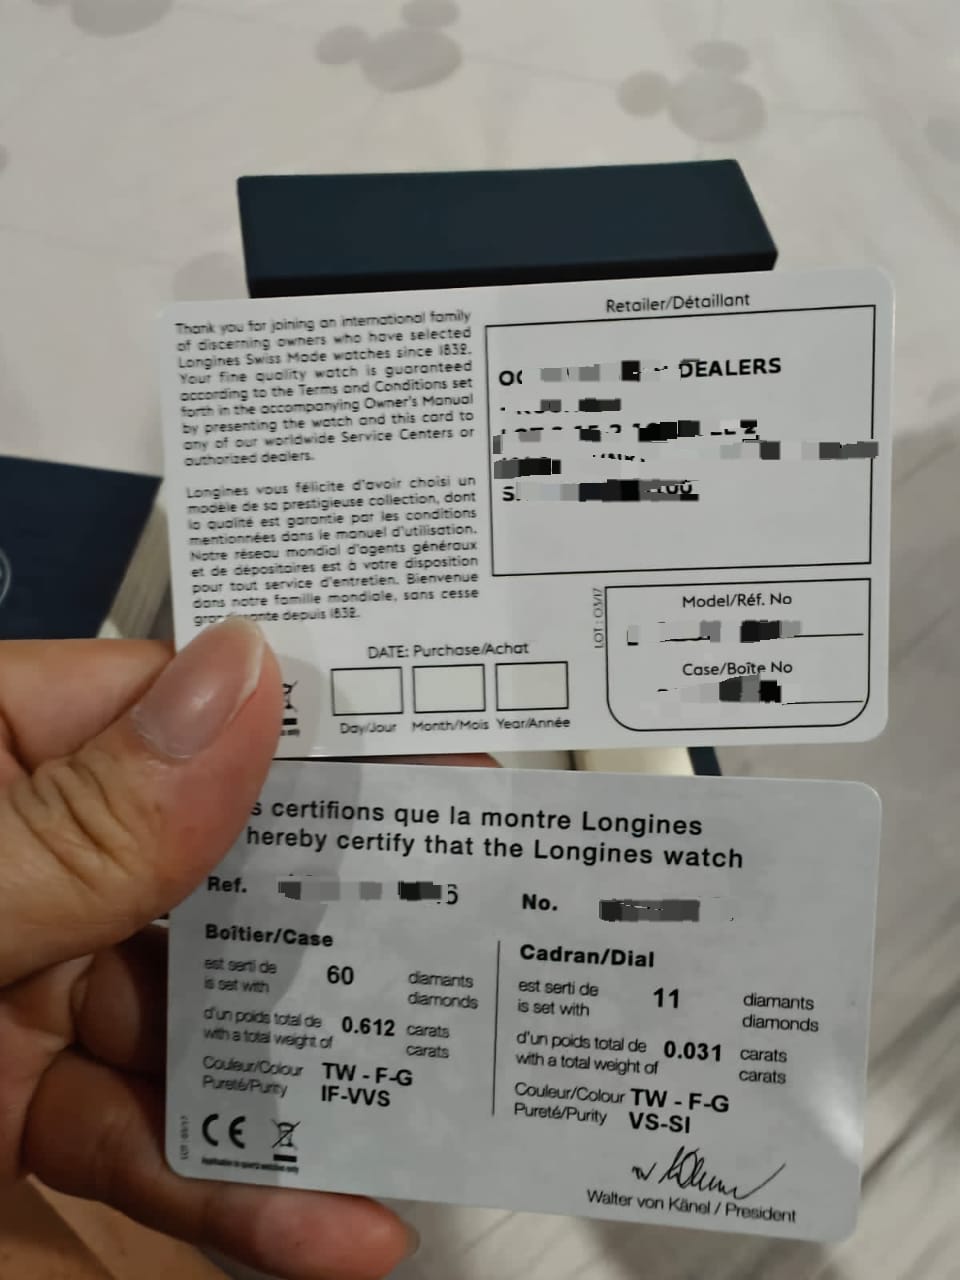 Thank you for joining an international family
of discerning owners who have selected
Longines Swiss Made watches since 1832.
Your fine quality watch is guaranteed
according to the Terms and Conditions set
forth in the accompanying Owner's Manual
by presenting the watch and this card to
any of our worldwide Service Centers or
authorized dealers.
Longines vous félicite d'avoir choisi un
modèle de sa prestigieuse collection, dont
la qualité est garantie par les conditions
mentionnées dans le manuel d'utilisation.
Notre réseau mondial d'agents généraux
et de dépositaires est à votre disposition
pour tout service d'entretien. Bienvenue
dans notre famille mondiale, sans cesse
depuis 1832.
Retailer/Détaillant
DEALERS
LOT : 03/17
Model/Réf. No
Case/Boîte No
DATE: Purchase/Achat
Day/Jour Month/Mois Year/Année
certifions que la montre Longines
hereby certify that the Longines watch
Ref.
No.
Boîtier/Case
est serti de
is set with
60
diamants
diamonds
d'un poids total de
with a total weight of
0.612
carats
carats
Couleur/Colour TW - F-G
Pureté/Purity IF-VVS
CE
Cadran/Dial
est serti de
is set with
11
diamants
diamonds
d'un poids total de
with a total weight of
0.031
carats
carats
Couleur/Colour TW - F-G
Pureté/Purity VS-SI
Walter von Känel / President